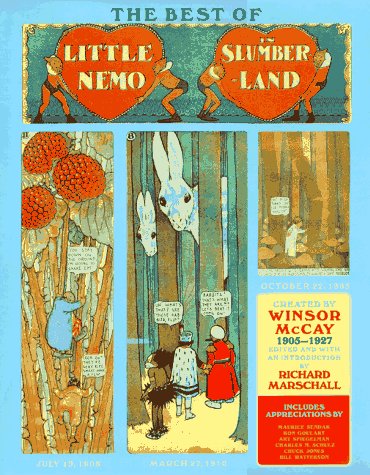 THE BEST OF
LITTLE
NEMO
IN
SLUMBER
-LAND
OCTOBER 22, 1905
CREATED BY
WINSOR
McCAY
1905–1927
EDITED AND WITH
AN INTRODUCTION
BY
RICHARD
MARSCHALL
INCLUDES
APPRECIATIONS BY
MAURICE SENDAK
RON GOULART
ART SPIEGELMAN
CHARLES M. SCHULZ
CHUCK JONES
BILL WATTERSON
JULY 19, 1908
MARCH 27, 1910